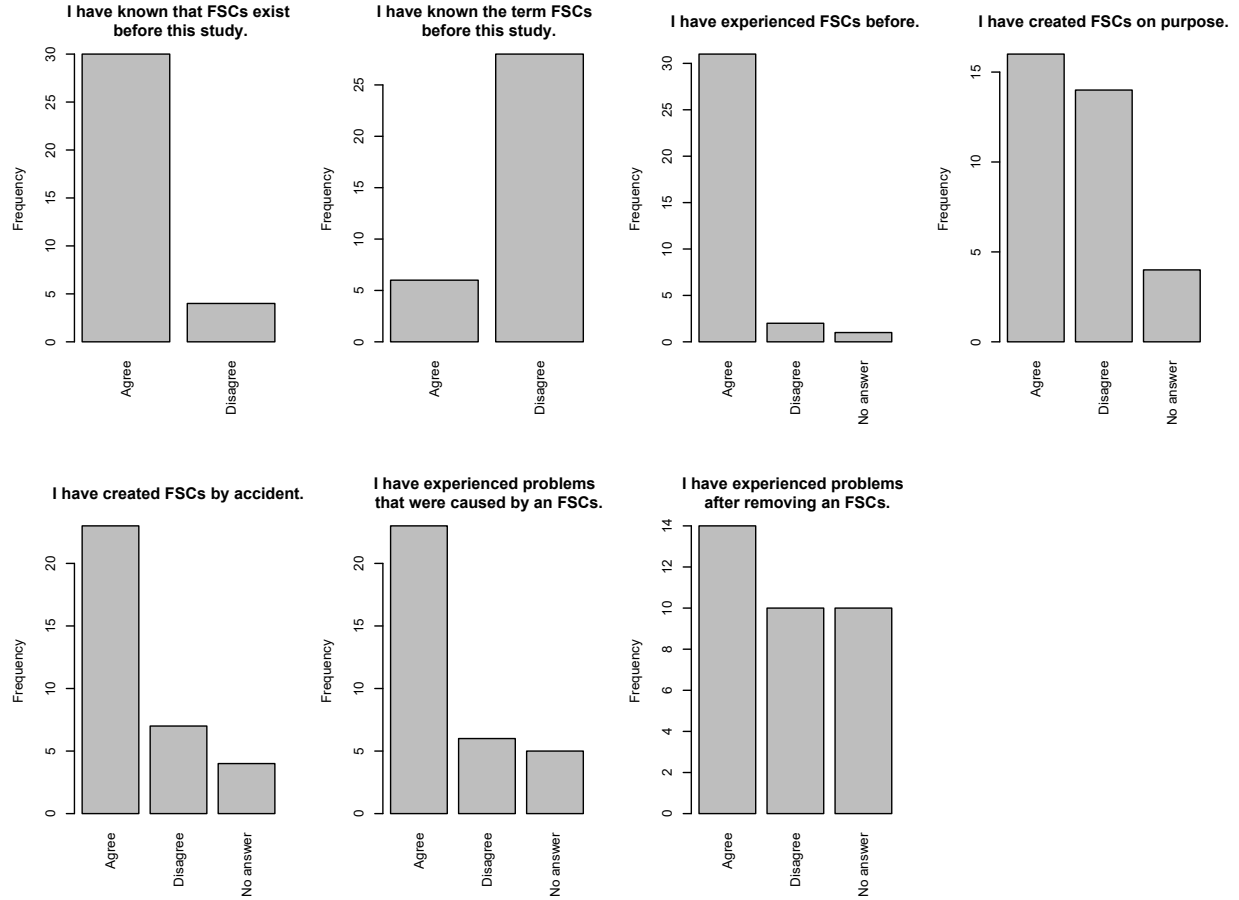 I have known that FSCs exist
before this study.
Frequency
0
5
10
15
20
25
30
Agree
Disagree
I have known the term FSCs
before this study.
Frequency
0
5
10
15
20
25
Agree
Disagree
I have experienced FSCs before.
Frequency
0
5
10
15
20
25
30
Agree
Disagree
No answer
I have created FSCs on purpose.
Frequency
0
5
10
15
Agree
Disagree
No answer
I have created FSCs by accident.
Frequency
0
5
10
15
20
Agree
Disagree
No answer
I have experienced problems
that were caused by an FSCs.
Frequency
0
5
10
15
20
Agree
Disagree
No answer
I have experienced problems
after removing an FSCs.
Frequency
0
2
4
6
8
10
12
14
Agree
Disagree
No answer